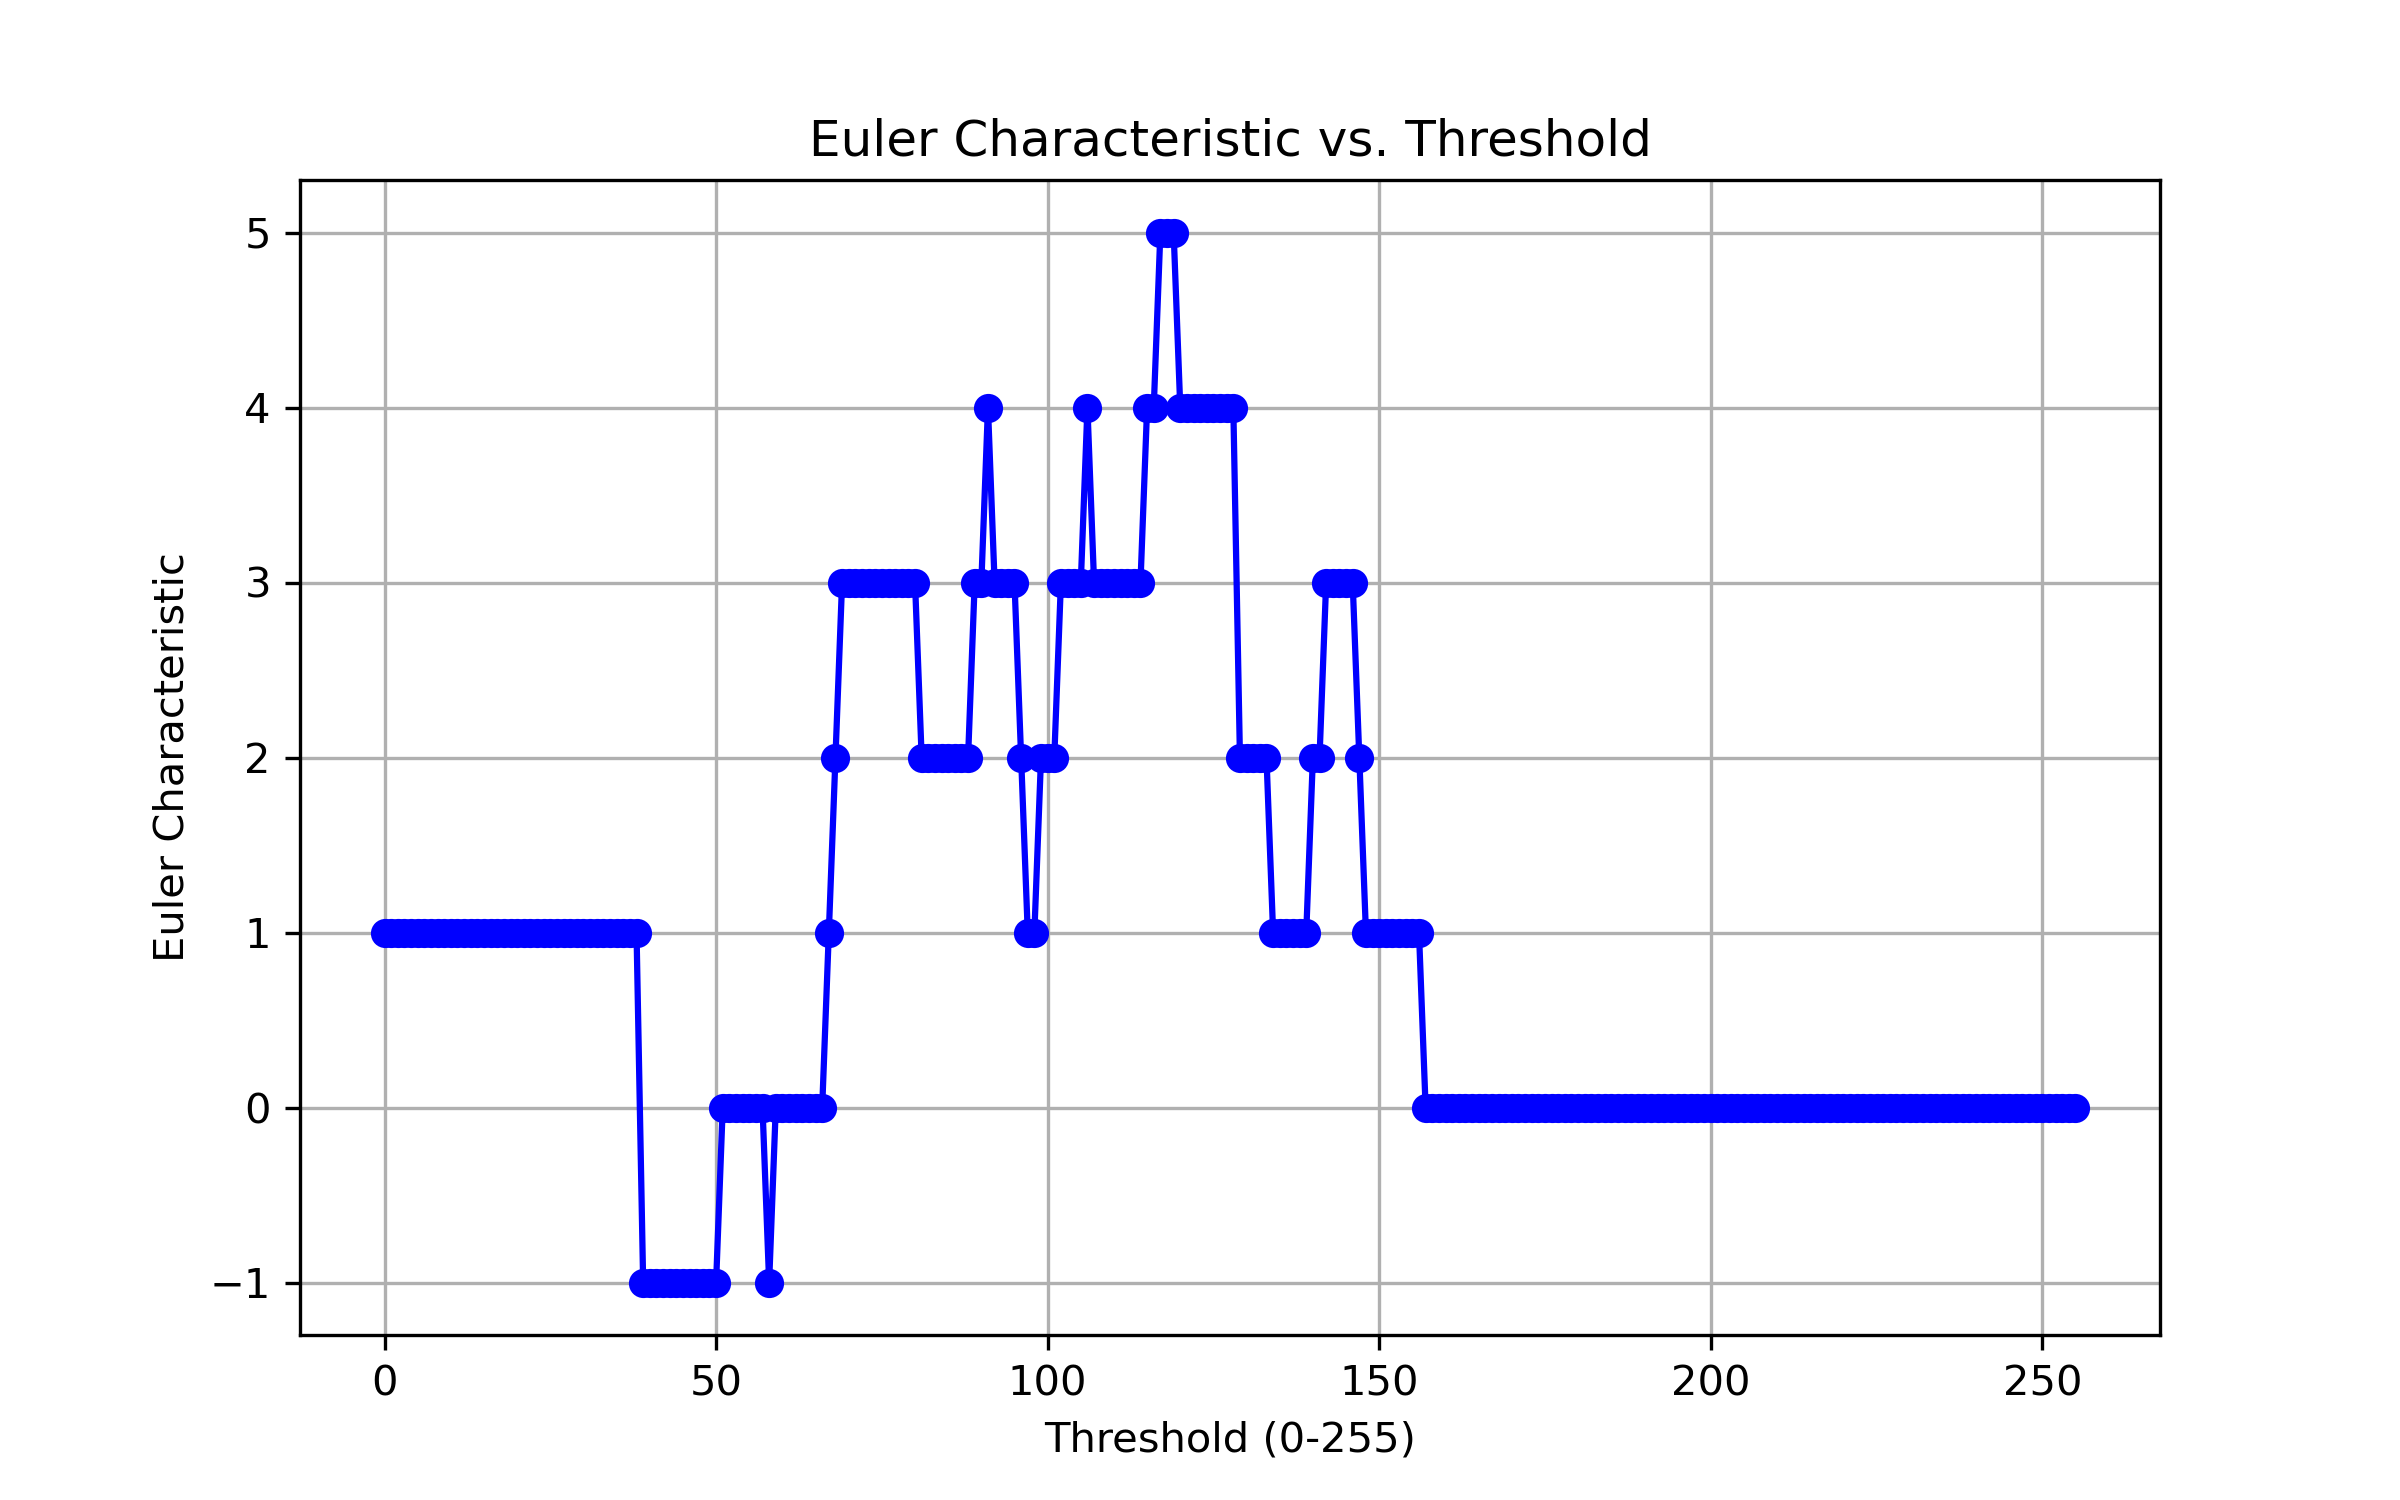 Euler Characteristic vs. Threshold
Euler Characteristic
5
4
3
2
1
0
−1
0 50 100 150 200 250
Threshold (0-255)